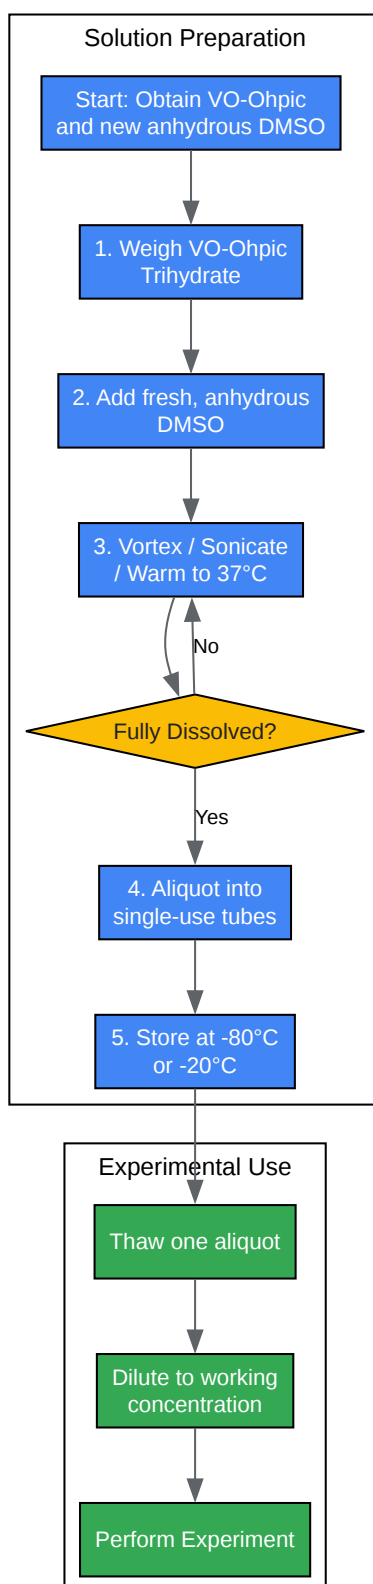 Solution Preparation
Start: Obtain VO-Ohpic
and new anhydrous DMSO
1. Weigh VO-Ohpic
Trihydrate
2. Add fresh, anhydrous
DMSO
3. Vortex / Sonicate
/ Warm to 37°C
No
Fully Dissolved?
Yes
4. Aliquot into
single-use tubes
5. Store at -80°C
or -20°C
Experimental Use
Thaw one aliquot
Dilute to working
concentration
Perform Experiment